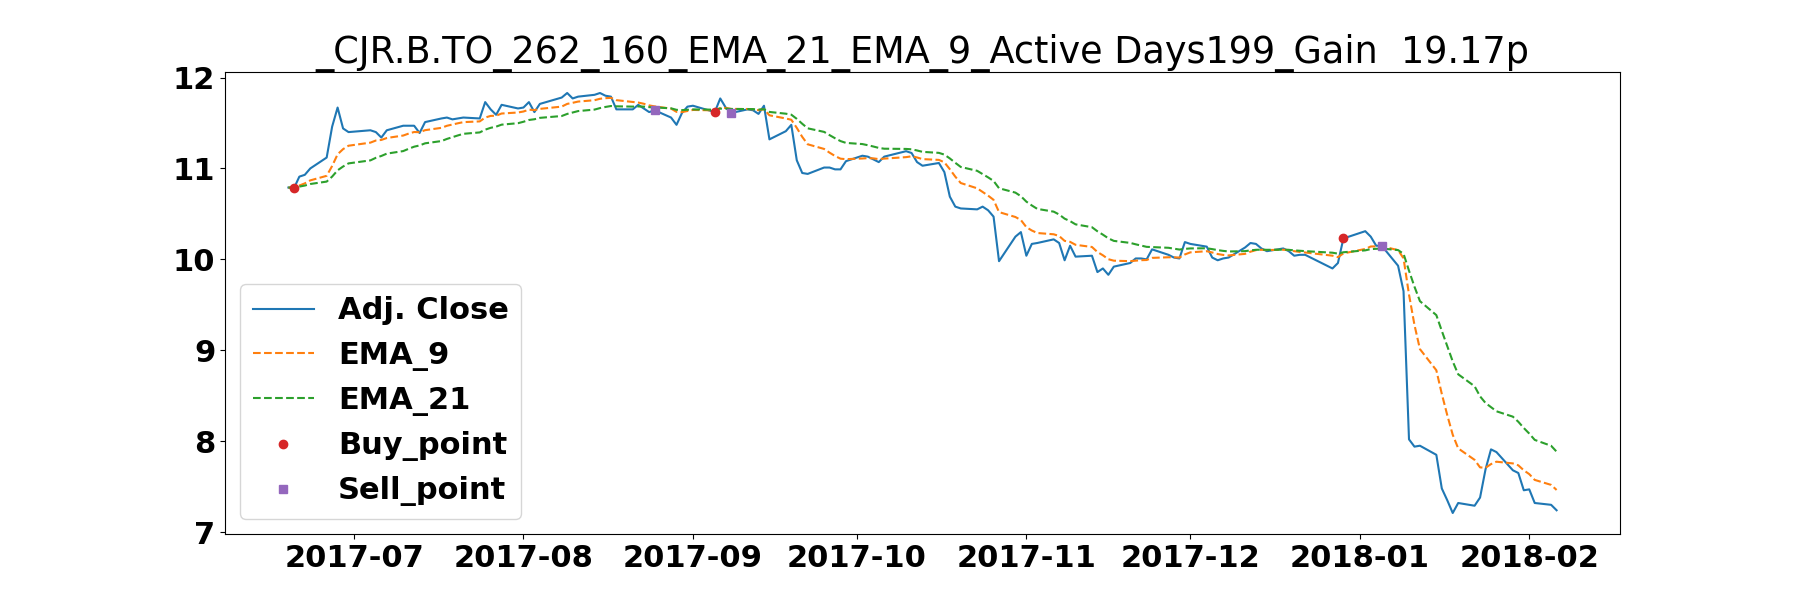 _CJR.B.TO_262_160_EMA_21_EMA_9_Active Days199_Gain  19.17p
12
11
10
9
8
7
Adj. Close
EMA_9
EMA_21
Buy_point
Sell_point
2017-07 2017-08 2017-09 2017-10 2017-11 2017-12 2018-01 2018-02